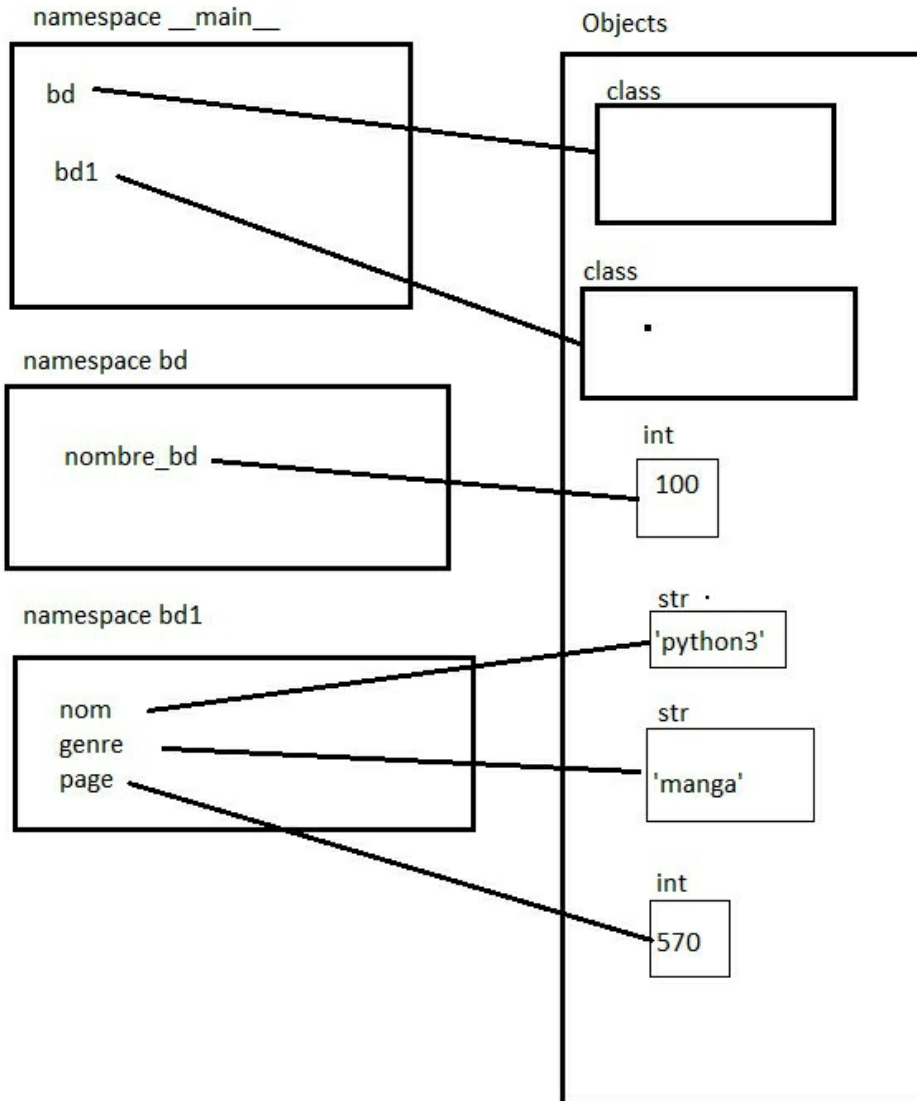 namespace __main__
Objects
bd
class
bd1
class
namespace bd
nombre_bd
int
100
namespace bd1
str
'python3'
nom
genre
page
str
'manga'
int
570